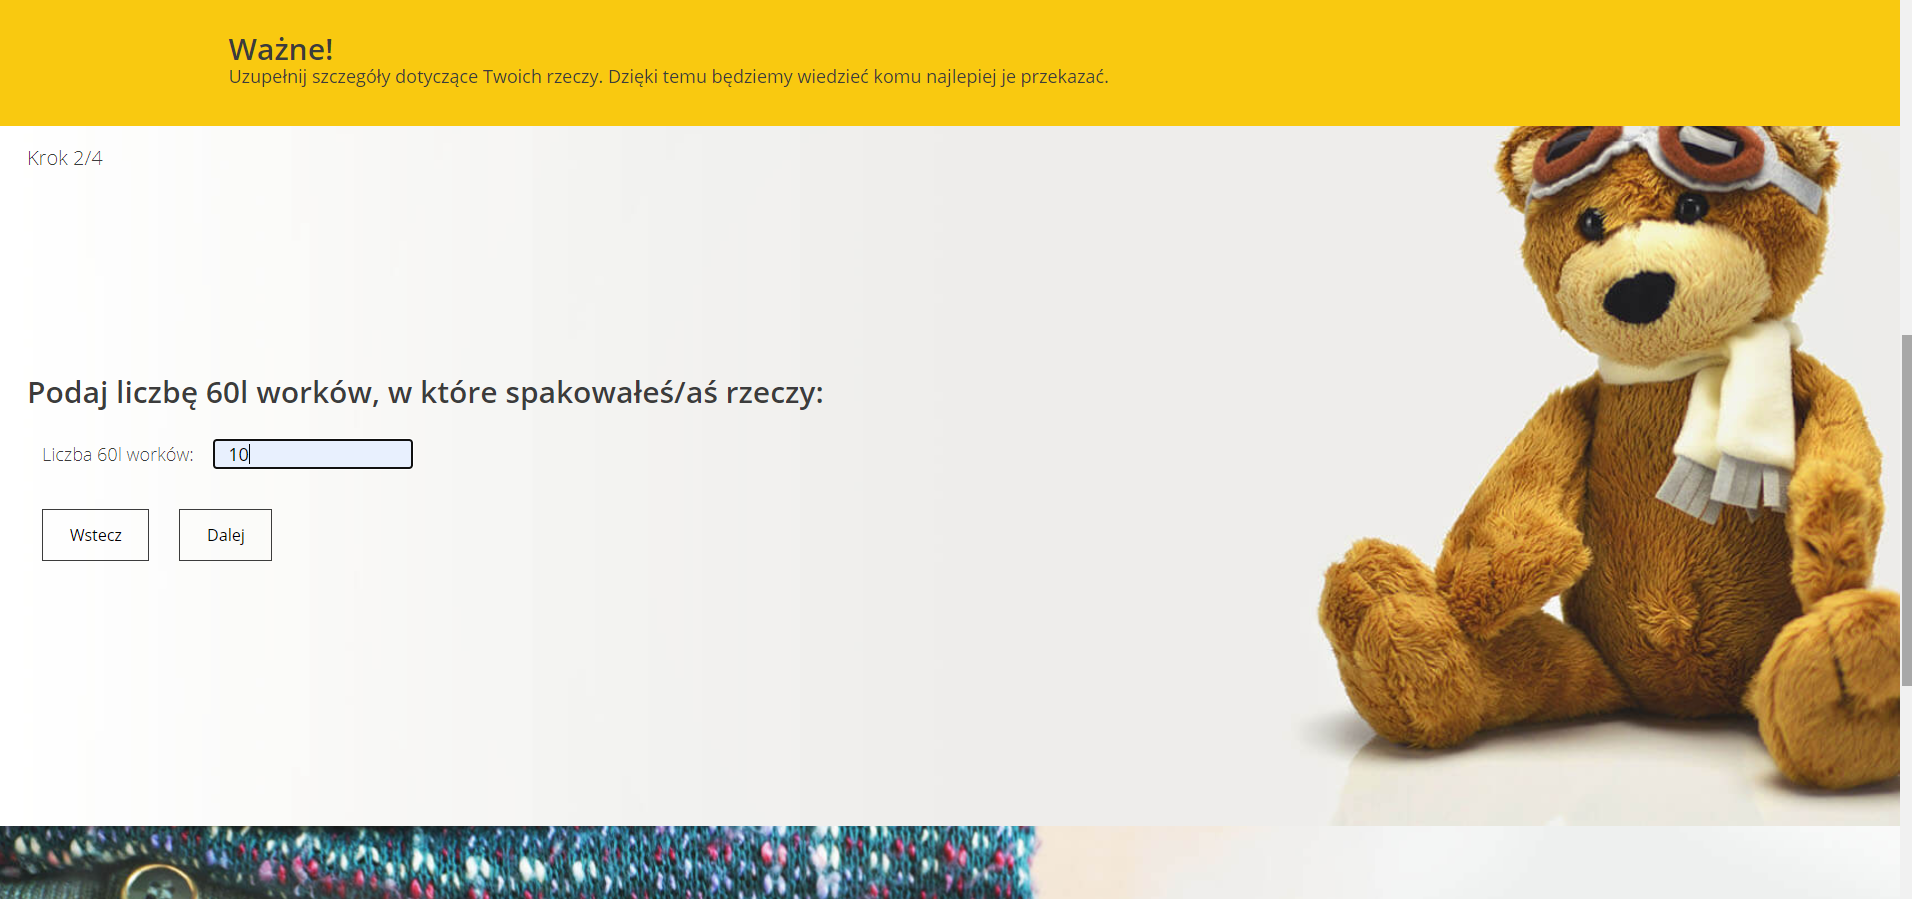 Ważne!
Uzupełnij szczegóły dotyczące Twoich rzeczy. Dzięki temu będziemy wiedzieć komu najlepiej je przekazać.
Krok 2/4
Podaj liczbę 60l worków, w które spakowałeś/aś rzeczy:
Liczba 60l worków: 10
Wstecz Dalej